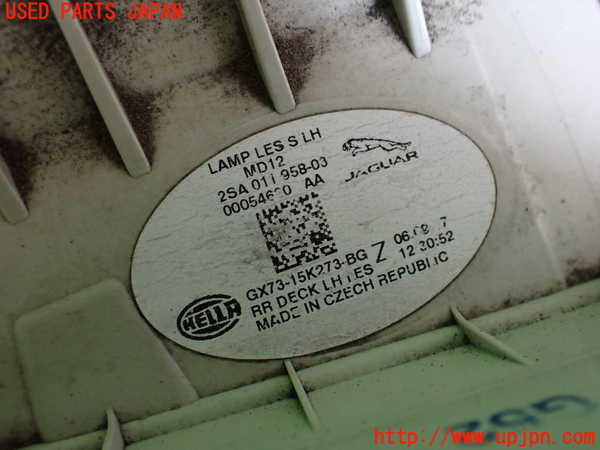 USED PARTS JAPAN
LAMP LES S LH
MD12
2SA 011 958-03
AA
JAGUAR
GX73-15K273-BG Z
RR DECK LH LES 12:30:52
MADE IN CZECH REPUBLIC
HELLA
http://www.upjpn.com